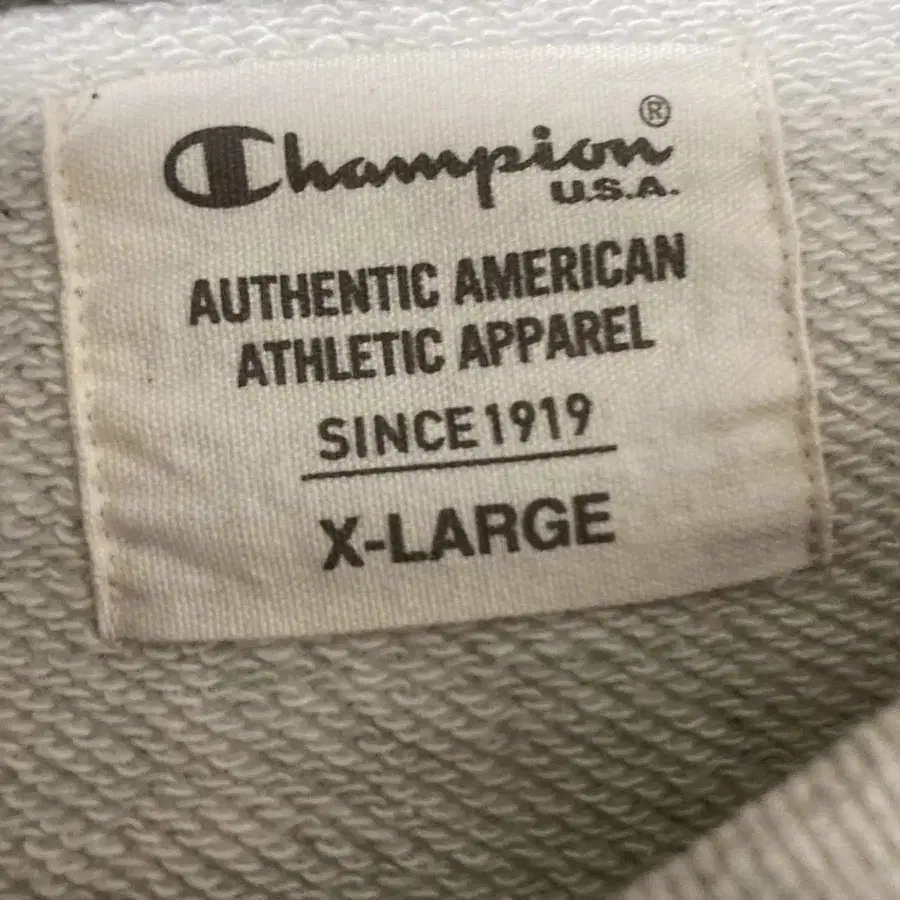 Champion®
U.S.A.
AUTHENTIC AMERICAN
ATHLETIC APPAREL
SINCE 1919
X-LARGE